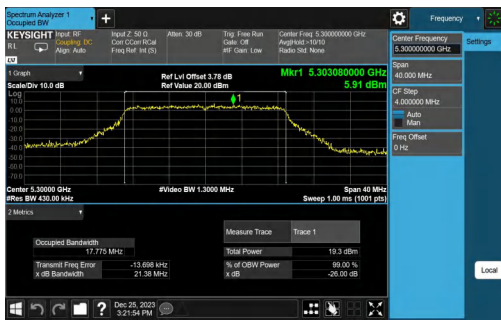 Spectrum Analyzer 1
Occupied BW
Frequency
KEYSIGHT
RL
Input: RF
Coupling: DC
Align: Auto
Input Z: 50 Ω
Corr CCorr RCal
Freq Ref: Int (S)
Atten: 30 dB
Trig: Free Run
Gate: Off
#IF Gain: Low
Center Freq: 5.300000000 GHz
Avg|Hold:>10/10
Radio Std: None
LW
Center Frequency
5.300000000 GHz
Settings
Span
40.000 MHz
CF Step
4.000000 MHz
Auto
Man
Freq Offset
0 Hz
Local
1 Graph
Scale/Div 10.0 dB
Ref Lvl Offset 3.78 dB
Ref Value 20.00 dBm
Mkr1 5.303080000 GHz
5.91 dBm
Log
10.0
0.00
-10.0
-20.0
-30.0
-40.0
-50.0
-60.0
-70.0
1
Center 5.30000 GHz
#Res BW 430.00 kHz
#Video BW 1.3000 MHz
Span 40 MHz
Sweep 1.00 ms (1001 pts)
2 Metrics
Measure Trace
Trace 1
Occupied Bandwidth
17.775 MHz
Total Power
19.3 dBm
Transmit Freq Error
-13.698 kHz
% of OBW Power
99.00 %
x dB Bandwidth
21.38 MHz
x dB
-26.00 dB
Dec 25, 2023
3:21:54 PM